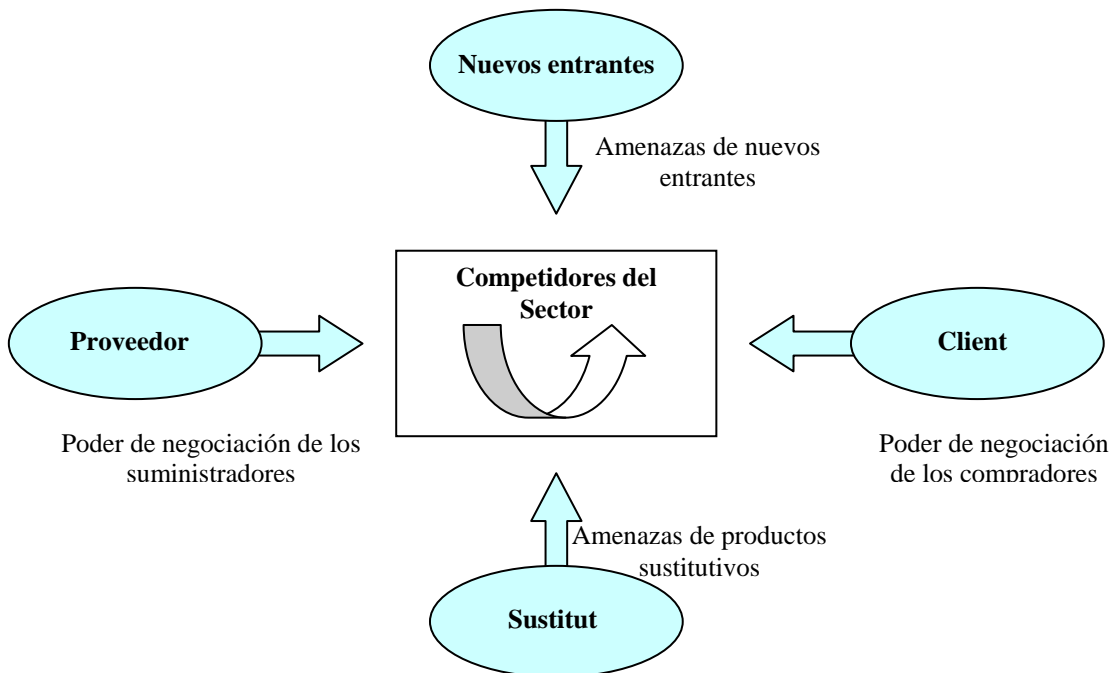 Nuevos entrantes
Amenazas de nuevos
entrantes
Competidores del
Sector
Proveedor
Client
Poder de negociación de los
suministradores
Poder de negociación
de los compradores
Amenazas de productos
sustitutivos
Sustitut